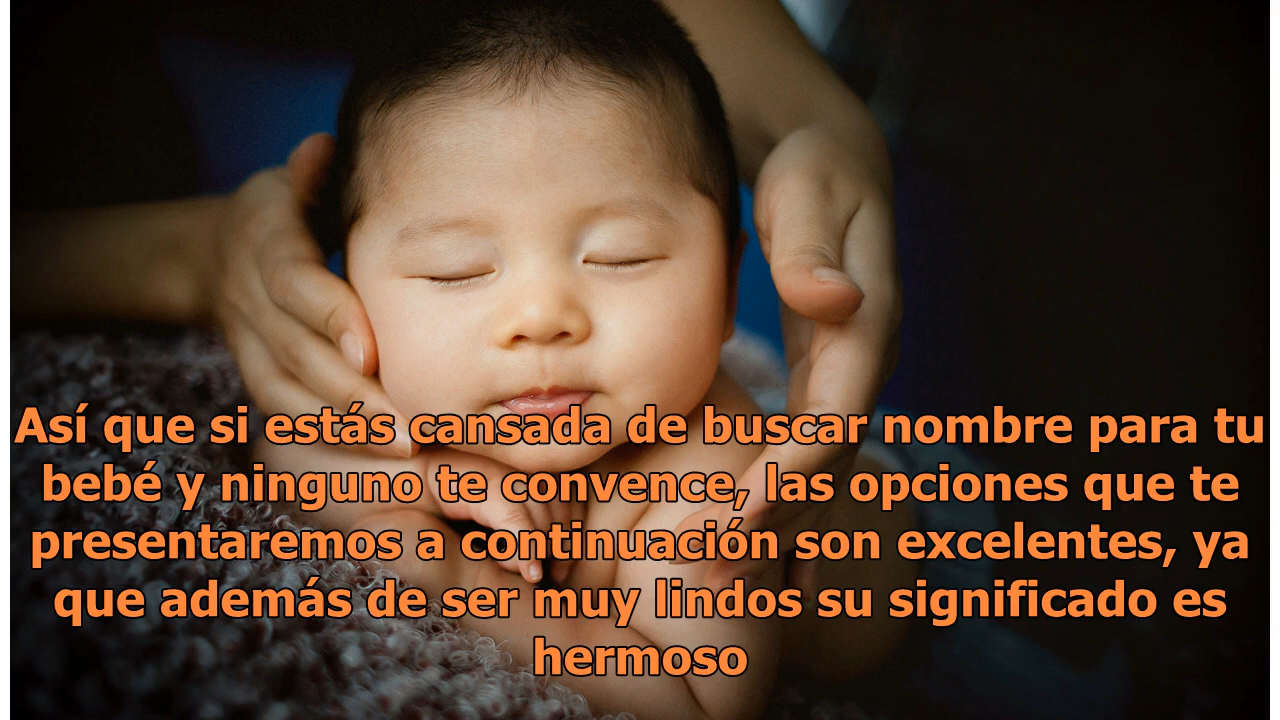 Así que si estás cansada de buscar nombre para tu
bebé y ninguno te convence, las opciones que te
presentaremos a continuación son excelentes, ya
que además de ser muy lindos su significado es
hermoso